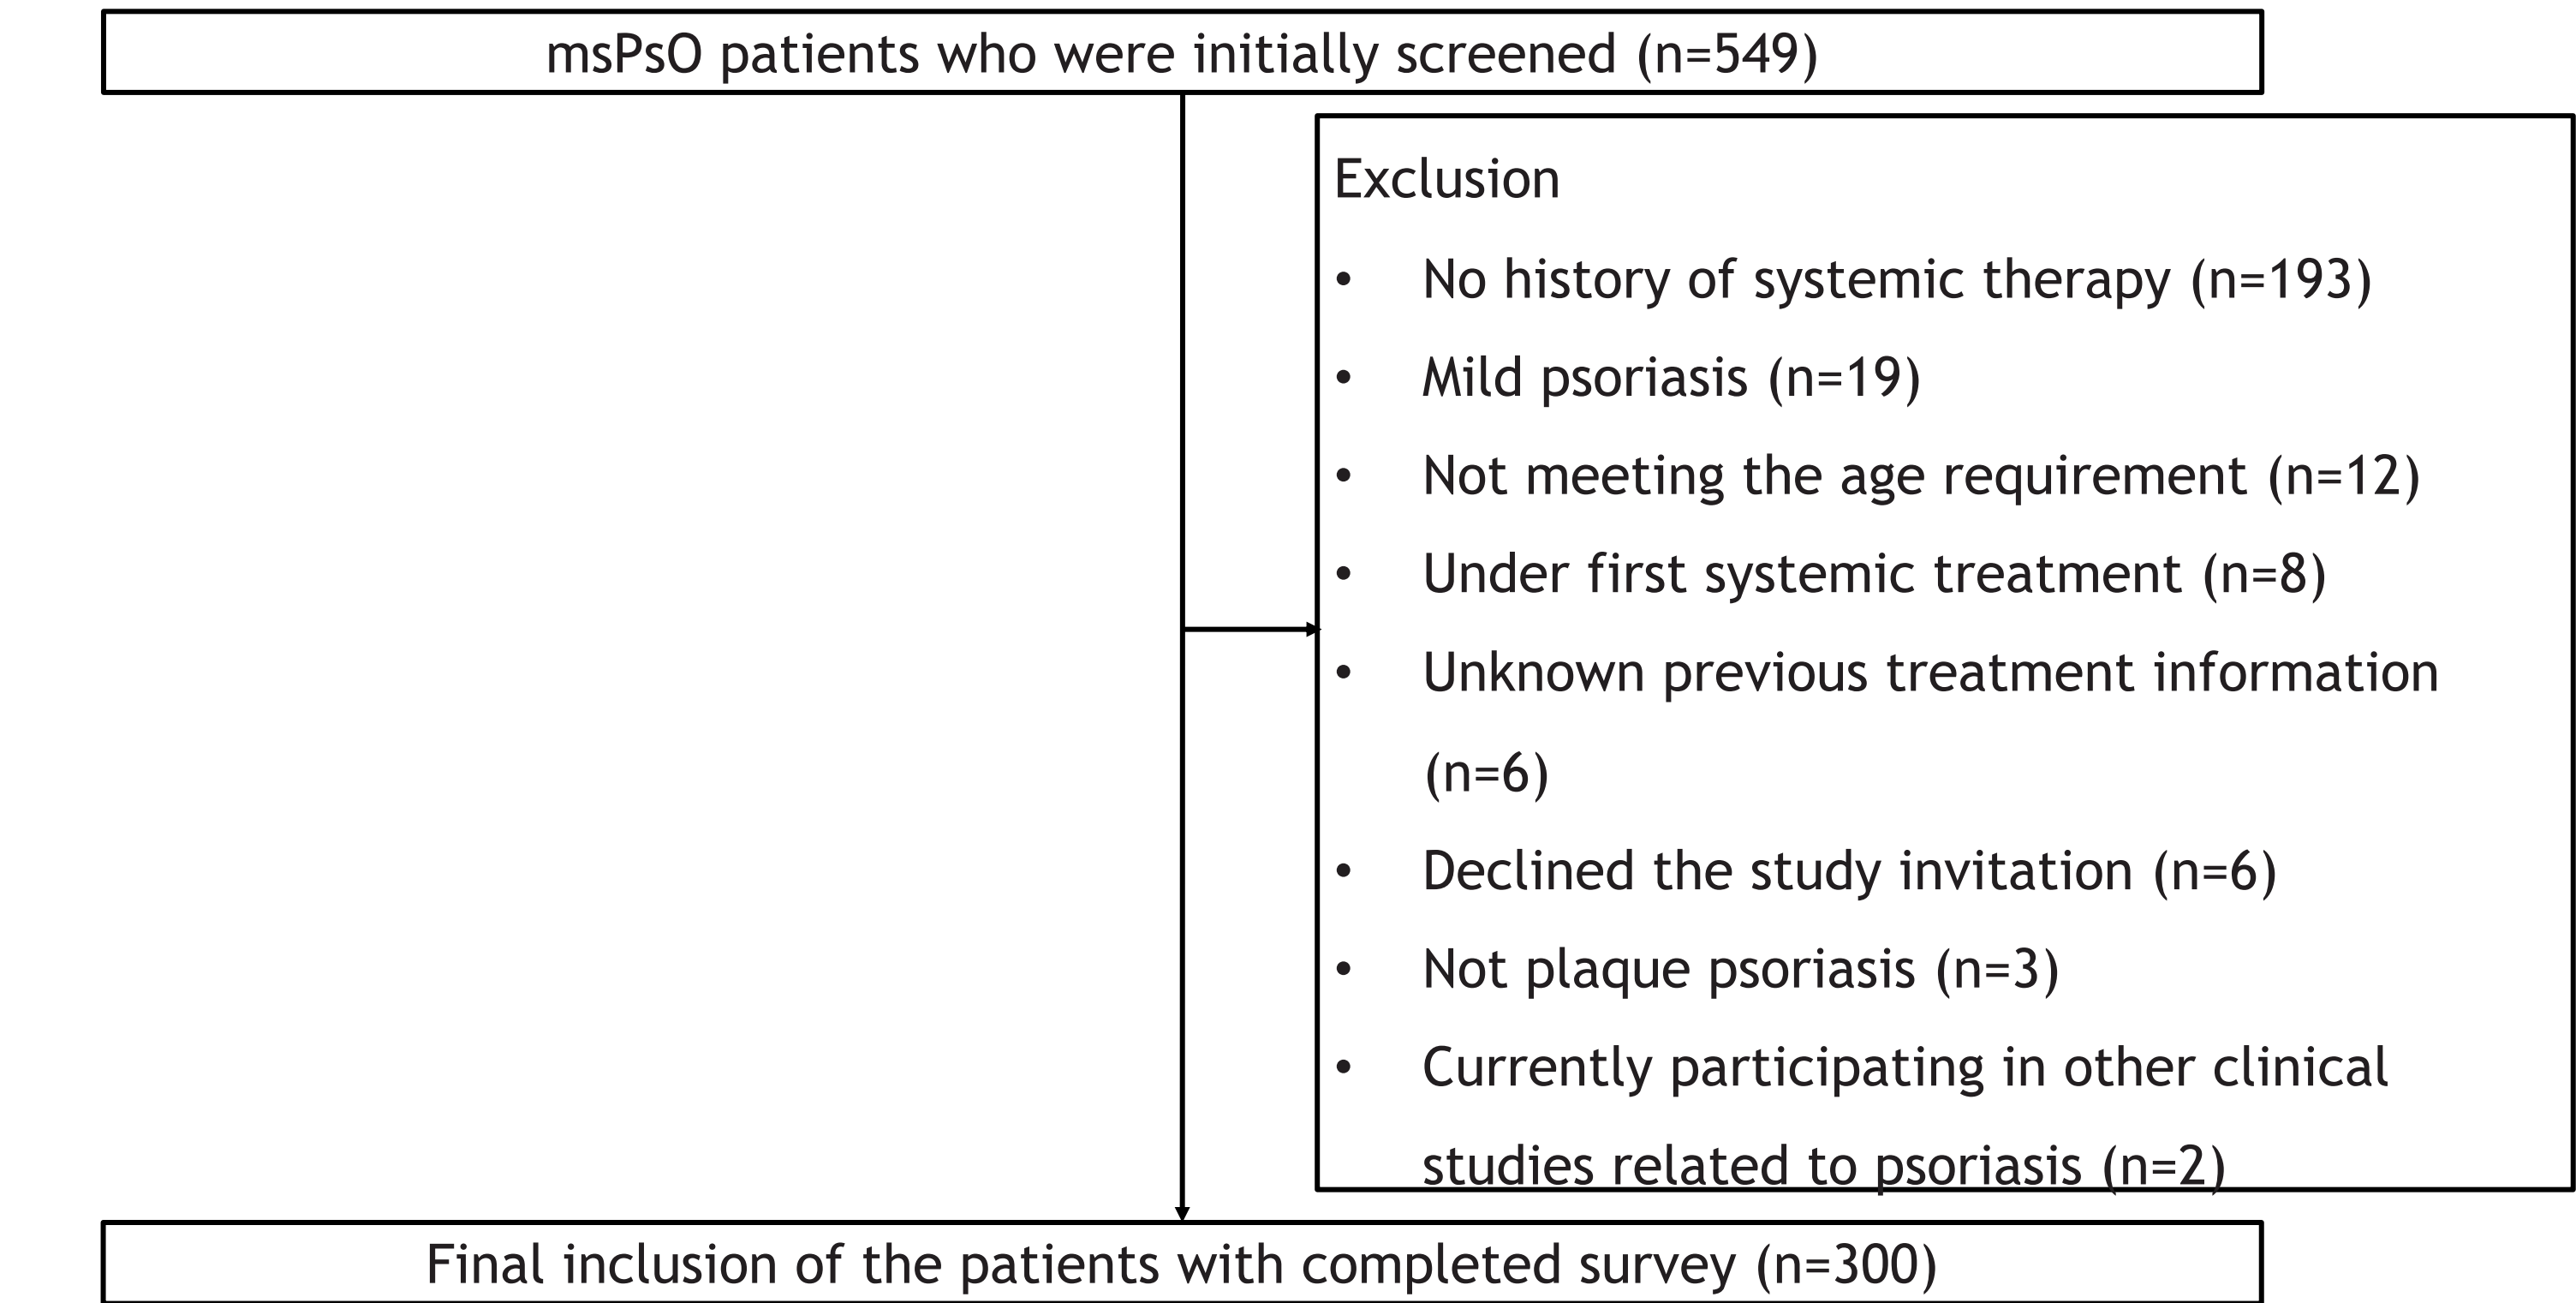 msPsO patients who were initially screened (n=549)
Exclusion
• No history of systemic therapy (n=193)
• Mild psoriasis (n=19)
• Not meeting the age requirement (n=12)
• Under first systemic treatment (n=8)
• Unknown previous treatment information
(n=6)
• Declined the study invitation (n=6)
• Not plaque psoriasis (n=3)
• Currently participating in other clinical
studies related to psoriasis (n=2)
Final inclusion of the patients with completed survey (n=300)